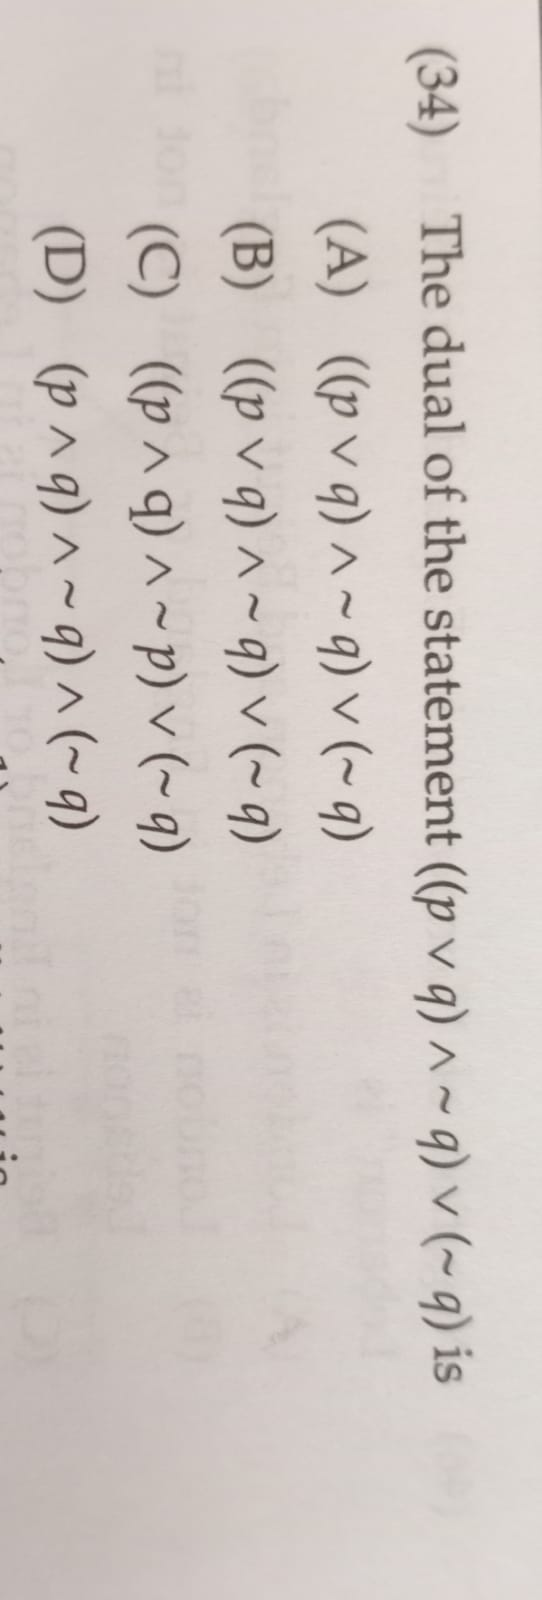 (34) The dual of the statement ((p ∨ q) ∧ ~ q) ∨ (~ q) is
(A) ((p ∨ q) ∧ ~ q) ∨ (~ q)
(B) ((p ∨ q) ∧ ~ q) ∨ (~ q)
(C) ((p ∧ q) ∧ ~ p) ∨ (~ q)
(D) (p ∧ q) ∧ ~ q) ∧ (~ q)